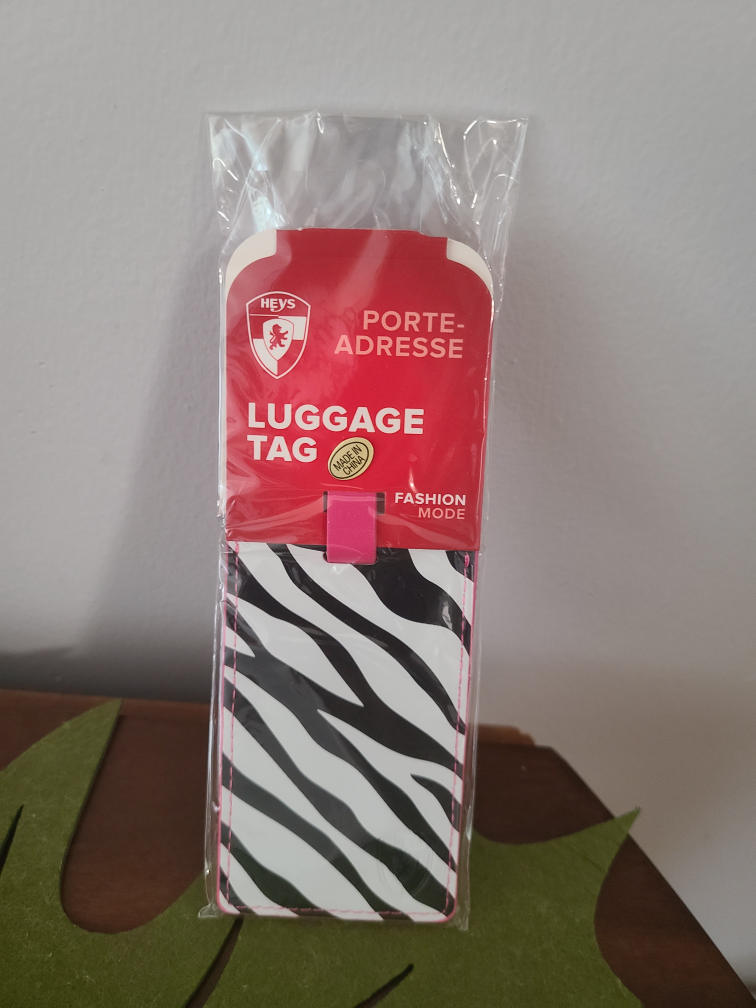 HEYS
PORTE-
ADRESSE
LUGGAGE
TAG
MADE IN
CHINA
FASHION
MODE